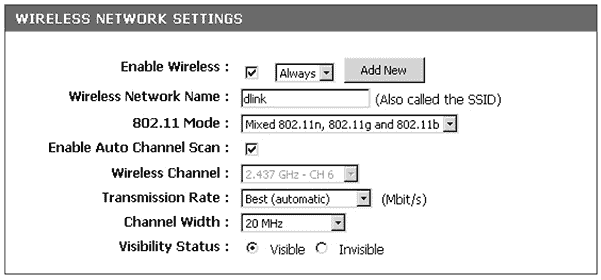 WIRELESS NETWORK SETTINGS
Enable Wireless : Always Add New
Wireless Network Name : dlink (Also called the SSID)
802.11 Mode : Mixed 802.11n, 802.11g and 802.11b
Enable Auto Channel Scan :
Wireless Channel : 2.437 GHz - CH 6
Transmission Rate : Best (automatic) (Mbit/s)
Channel Width : 20 MHz
Visibility Status : Visible Invisible